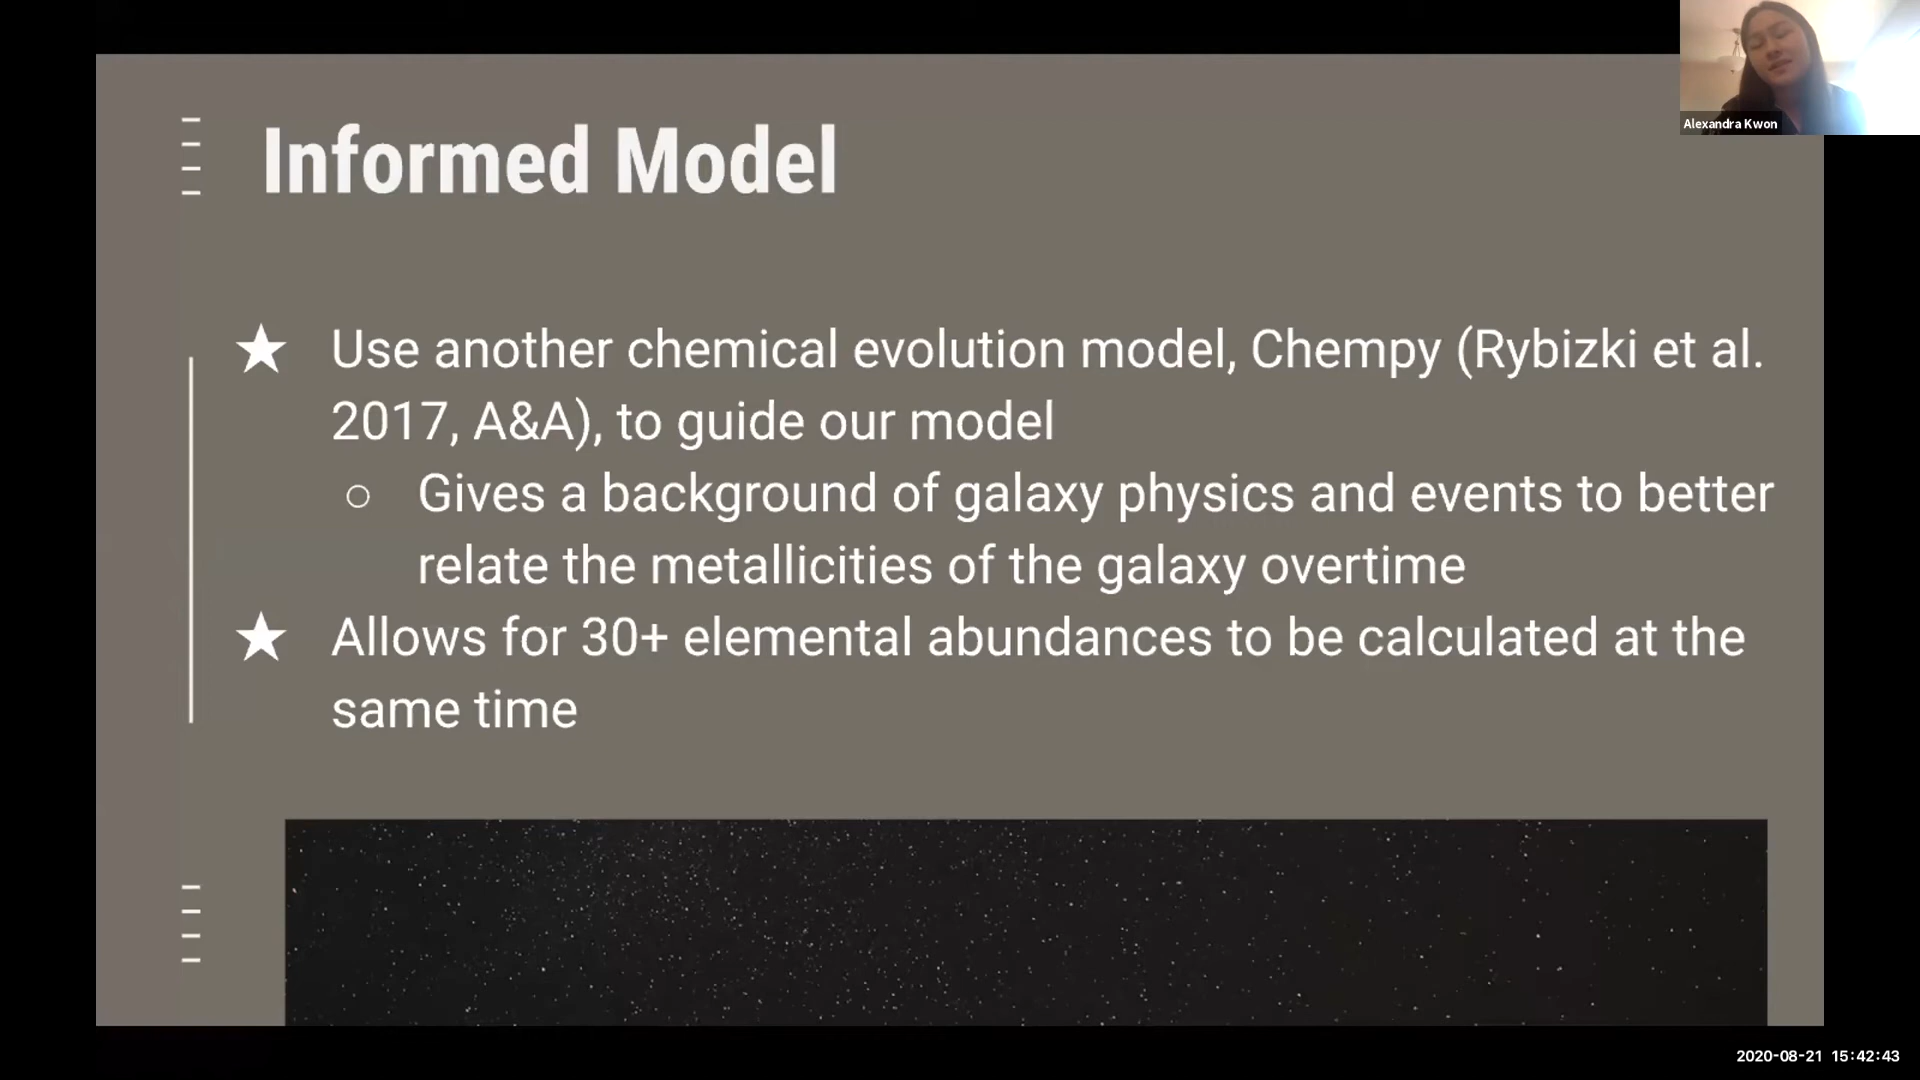 Alexandra Kwon
Informed Model
★ Use another chemical evolution model, Chempy (Rybizki et al.
2017, A&A), to guide our model
○ Gives a background of galaxy physics and events to better
relate the metallicities of the galaxy overtime
★ Allows for 30+ elemental abundances to be calculated at the
same time
2020-08-21 15:42:43